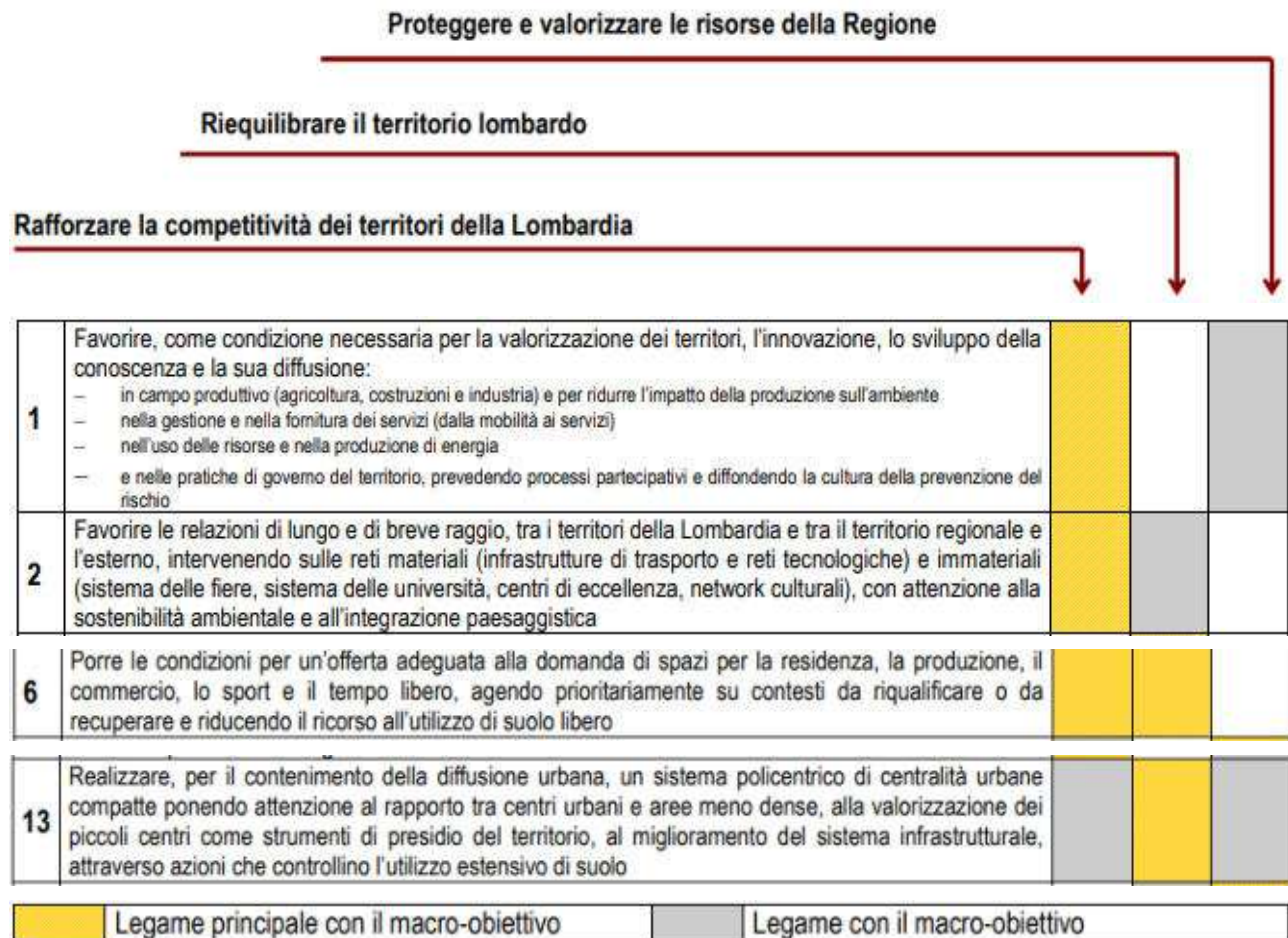 Proteggere e valorizzare le risorse della Regione
Riequilibrare il territorio lombardo
Rafforzare la competitività dei territori della Lombardia
1
Favorire, come condizione necessaria per la valorizzazione dei territori, l'innovazione, lo sviluppo della
conoscenza e la sua diffusione:
– in campo produttivo (agricoltura, costruzioni e industria) e per ridurre l'impatto della produzione sull'ambiente
– nella gestione e nella fornitura dei servizi (dalla mobilità ai servizi)
– nell'uso delle risorse e nella produzione di energia
– e nelle pratiche di governo del territorio, prevedendo processi partecipativi e diffondendo la cultura della prevenzione del
rischio
2
Favorire le relazioni di lungo e di breve raggio, tra i territori della Lombardia e tra il territorio regionale e
l'esterno, intervenendo sulle reti materiali (infrastrutture di trasporto e reti tecnologiche) e immateriali
(sistema delle fiere, sistema delle università, centri di eccellenza, network culturali), con attenzione alla
sostenibilità ambientale e all'integrazione paesaggistica
6
Porre le condizioni per un'offerta adeguata alla domanda di spazi per la residenza, la produzione, il
commercio, lo sport e il tempo libero, agendo prioritariamente su contesti da riqualificare o da
recuperare e riducendo il ricorso all'utilizzo di suolo libero
13
Realizzare, per il contenimento della diffusione urbana, un sistema policentrico di centralità urbane
compatte ponendo attenzione al rapporto tra centri urbani e aree meno dense, alla valorizzazione dei
piccoli centri come strumenti di presidio del territorio, al miglioramento del sistema infrastrutturale,
attraverso azioni che controllino l'utilizzo estensivo di suolo
Legame principale con il macro-obiettivo
Legame con il macro-obiettivo